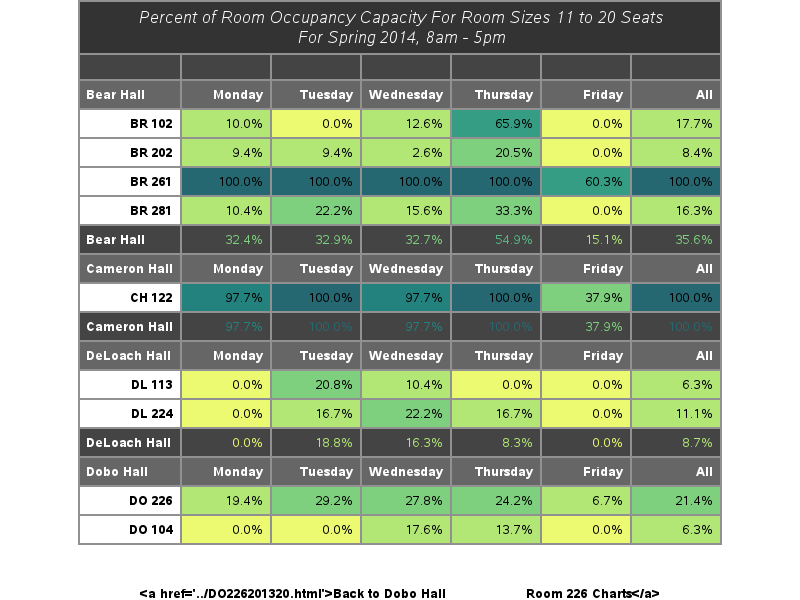 Percent of Room Occupancy Capacity For Room Sizes 11 to 20 Seats
For Spring 2014, 8am - 5pm
Bear Hall Monday Tuesday Wednesday Thursday Friday All
BR 102 10.0% 0.0% 12.6% 65.9% 0.0% 17.7%
BR 202 9.4% 9.4% 2.6% 20.5% 0.0% 8.4%
BR 261 100.0% 100.0% 100.0% 100.0% 60.3% 100.0%
BR 281 10.4% 22.2% 15.6% 33.3% 0.0% 16.3%
Bear Hall 32.4% 32.9% 32.7% 54.9% 15.1% 35.6%
Cameron Hall Monday Tuesday Wednesday Thursday Friday All
CH 122 97.7% 100.0% 97.7% 100.0% 37.9% 100.0%
Cameron Hall 97.7% 100.0% 97.7% 100.0% 37.9% 100.0%
DeLoach Hall Monday Tuesday Wednesday Thursday Friday All
DL 113 0.0% 20.8% 10.4% 0.0% 0.0% 6.3%
DL 224 0.0% 16.7% 22.2% 16.7% 0.0% 11.1%
DeLoach Hall 0.0% 18.8% 16.3% 8.3% 0.0% 8.7%
Dobo Hall Monday Tuesday Wednesday Thursday Friday All
DO 226 19.4% 29.2% 27.8% 24.2% 6.7% 21.4%
DO 104 0.0% 0.0% 17.6% 13.7% 0.0% 6.3%
<a href='../DO226201320.html'>Back to Dobo Hall Room 226 Charts</a>